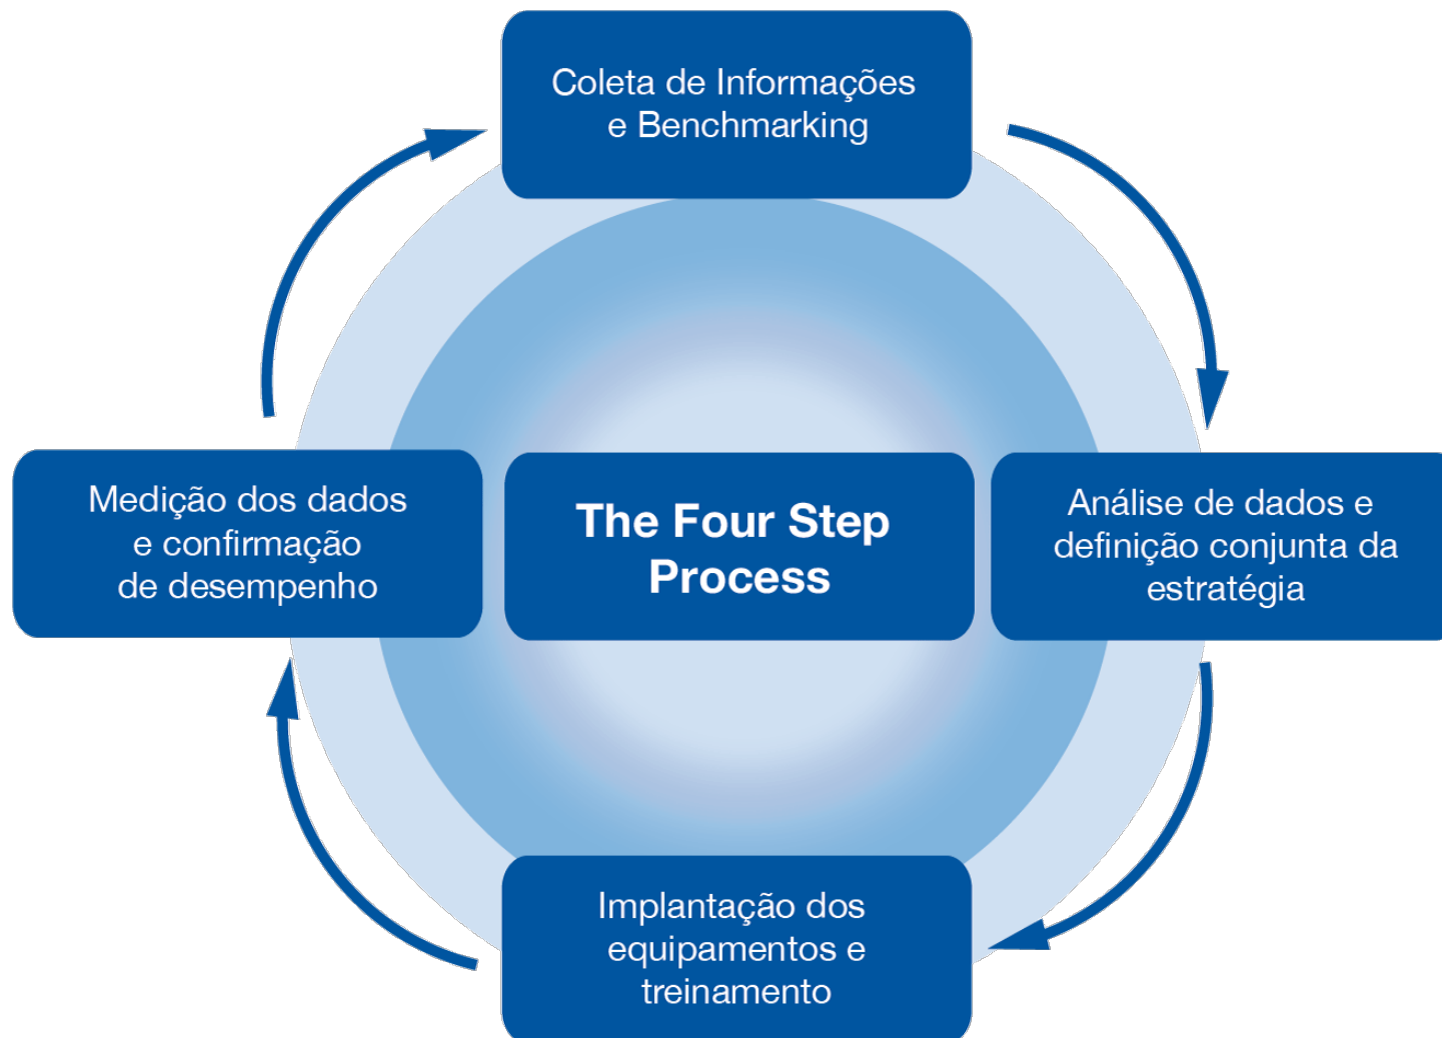 Coleta de Informações
e Benchmarking
Medição dos dados
e confirmação
de desempenho
The Four Step
Process
Análise de dados e
definição conjunta da
estratégia
Implantação dos
equipamentos e
treinamento